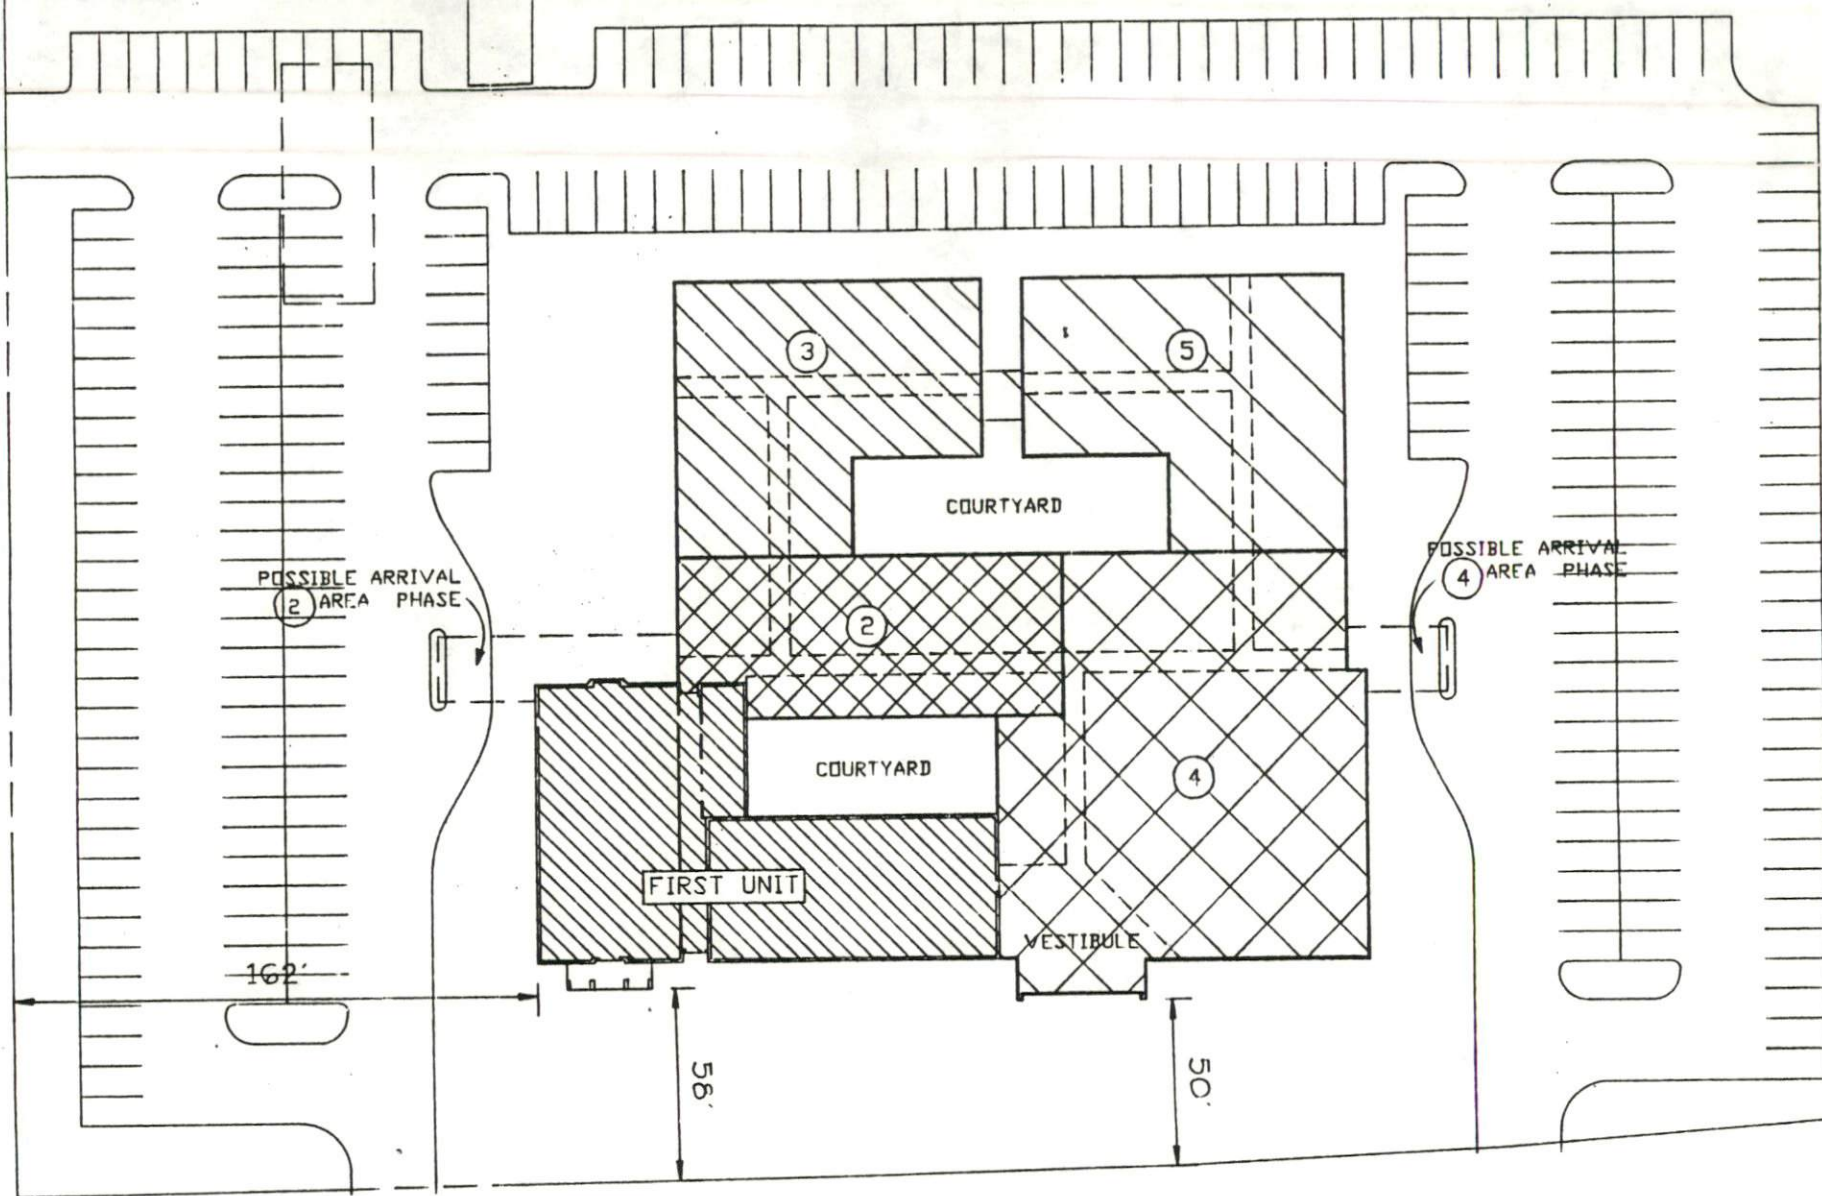 3
5
COURTYARD
POSSIBLE ARRIVAL
2 AREA PHASE
POSSIBLE ARRIVAL
4 AREA PHASE
2
COURTYARD
4
FIRST UNIT
VESTIBULE
162'
58'
50'